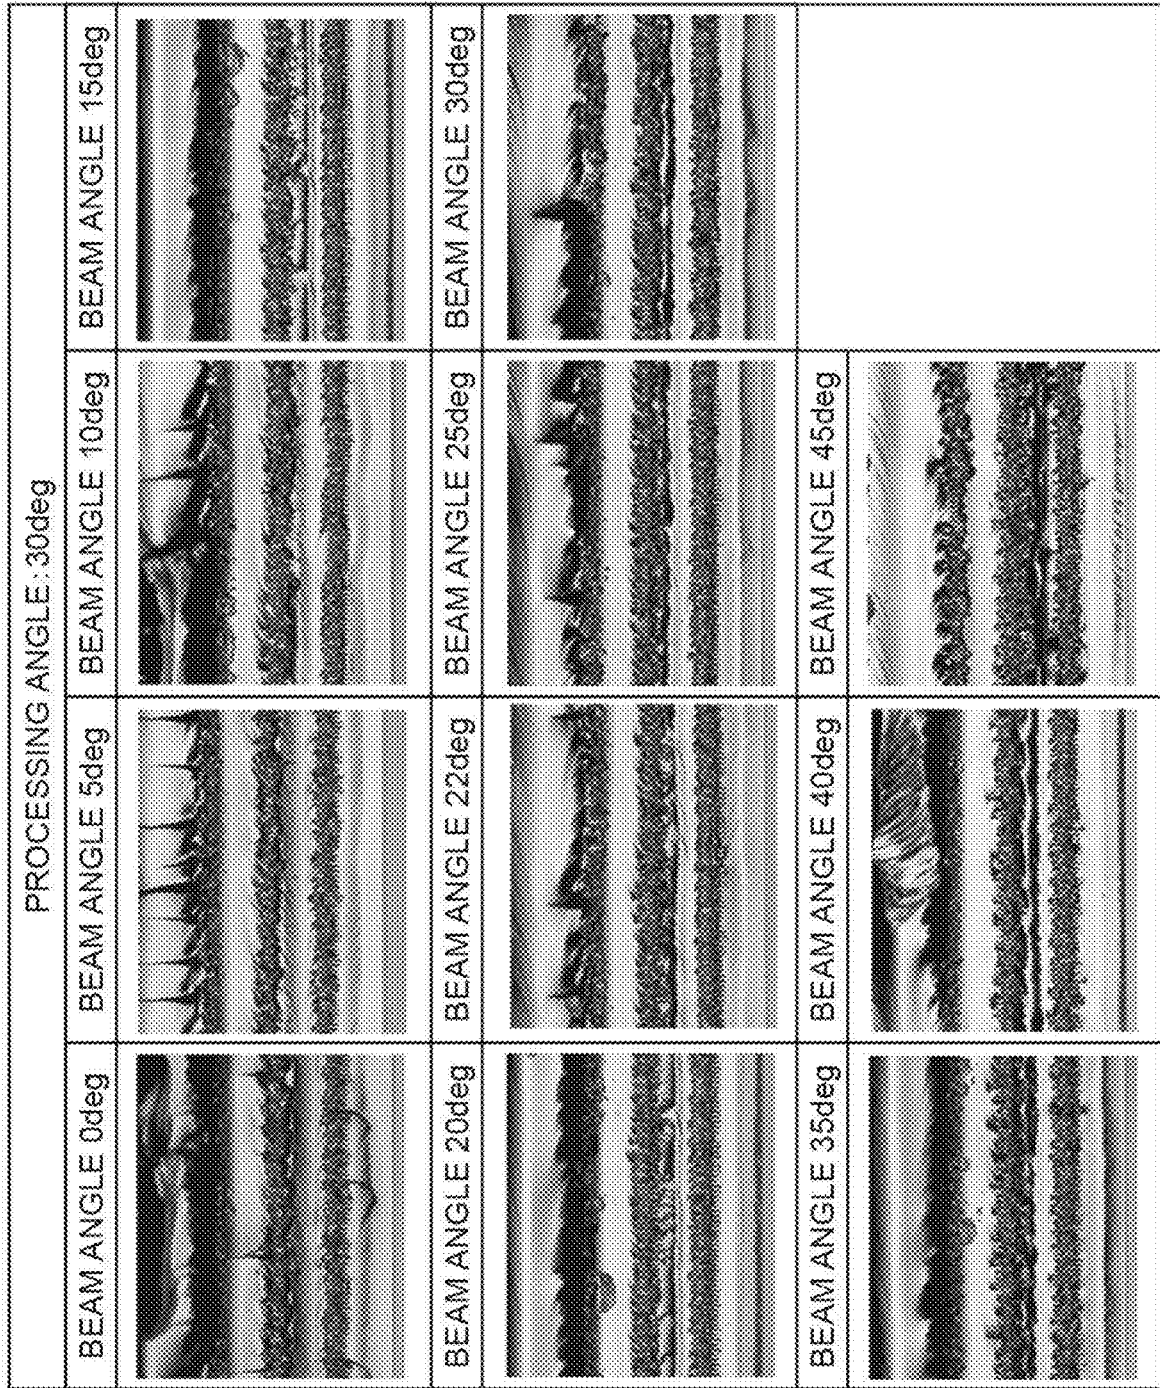 PROCESSING ANGLE: 30deg
BEAM ANGLE 0deg
BEAM ANGLE 5deg
BEAM ANGLE 10deg
BEAM ANGLE 15deg
BEAM ANGLE 20deg
BEAM ANGLE 22deg
BEAM ANGLE 25deg
BEAM ANGLE 30deg
BEAM ANGLE 35deg
BEAM ANGLE 40deg
BEAM ANGLE 45deg